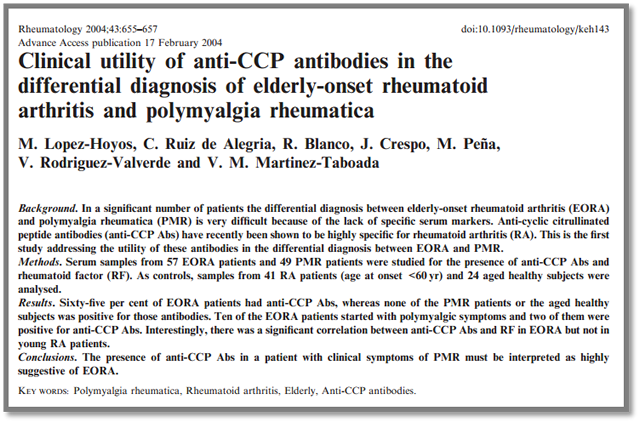 Rheumatology 2004;43:655–657 doi:10.1093/rheumatology/keh143
Advance Access publication 17 February 2004
Clinical utility of anti-CCP antibodies in the
differential diagnosis of elderly-onset rheumatoid
arthritis and polymyalgia rheumatica
M. Lopez-Hoyos, C. Ruiz de Alegria, R. Blanco, J. Crespo, M. Peña,
V. Rodriguez-Valverde and V. M. Martinez-Taboada
Background. In a significant number of patients the differential diagnosis between elderly-onset rheumatoid arthritis (EORA)
and polymyalgia rheumatica (PMR) is very difficult because of the lack of specific serum markers. Anti-cyclic citrullinated
peptide antibodies (anti-CCP Abs) have recently been shown to be highly specific for rheumatoid arthritis (RA). This is the first
study addressing the utility of these antibodies in the differential diagnosis between EORA and PMR.
Methods. Serum samples from 57 EORA patients and 49 PMR patients were studied for the presence of anti-CCP Abs and
rheumatoid factor (RF). As controls, samples from 41 RA patients (age at onset <60 yr) and 24 aged healthy subjects were
analysed.
Results. Sixty-five per cent of EORA patients had anti-CCP Abs, whereas none of the PMR patients or the aged healthy
subjects was positive for those antibodies. Ten of the EORA patients started with polymyalgic symptoms and two of them were
positive for anti-CCP Abs. Interestingly, there was a significant correlation between anti-CCP Abs and RF in EORA but not in
young RA patients.
Conclusions. The presence of anti-CCP Abs in a patient with clinical symptoms of PMR must be interpreted as highly
suggestive of EORA.
KEY WORDS: Polymyalgia rheumatica, Rheumatoid arthritis, Elderly, Anti-CCP antibodies.